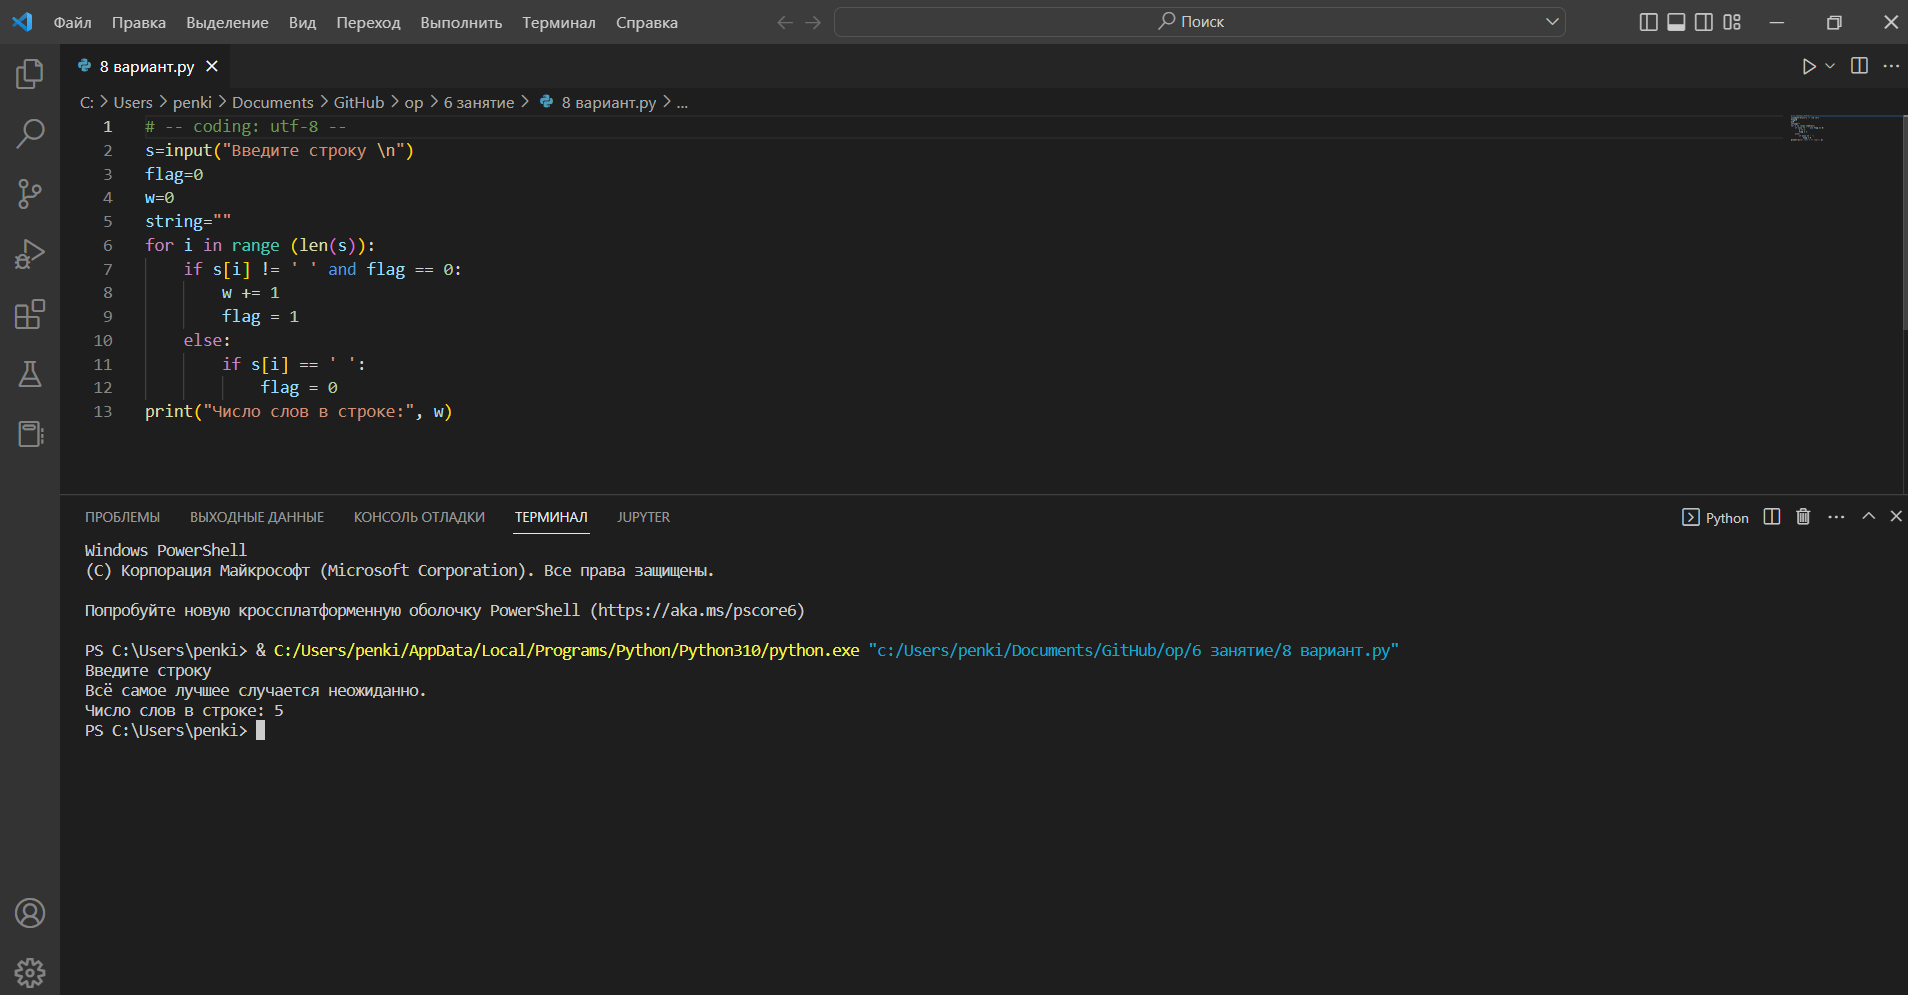 Файл Правка Выделение Вид Переход Выполнить Терминал Справка Поиск
8 вариант.py
C: > Users > penki > Documents > GitHub > op > 6 занятие > 8 вариант.py > ...
1 # -- coding: utf-8 --
2 s=input("Введите строку \n")
3 flag=0
4 w=0
5 string=""
6 for i in range (len(s)):
7 if s[i] != ' ' and flag == 0:
8 w += 1
9 flag = 1
10 else:
11 if s[i] == ' ':
12 flag = 0
13 print("Число слов в строке:", w)
ПРОБЛЕМЫ ВЫХОДНЫЕ ДАННЫЕ КОНСОЛЬ ОТЛАДКИ ТЕРМИНАЛ JUPYTER Python
Windows PowerShell
(C) Корпорация Майкрософт (Microsoft Corporation). Все права защищены.
Попробуйте новую кроссплатформенную оболочку PowerShell (https://aka.ms/pscore6)
PS C:\Users\penki> & C:/Users/penki/AppData/Local/Programs/Python/Python310/python.exe "c:/Users/penki/Documents/GitHub/op/6 занятие/8 вариант.py"
Введите строку
Всё самое лучшее случается неожиданно.
Число слов в строке: 5
PS C:\Users\penki>